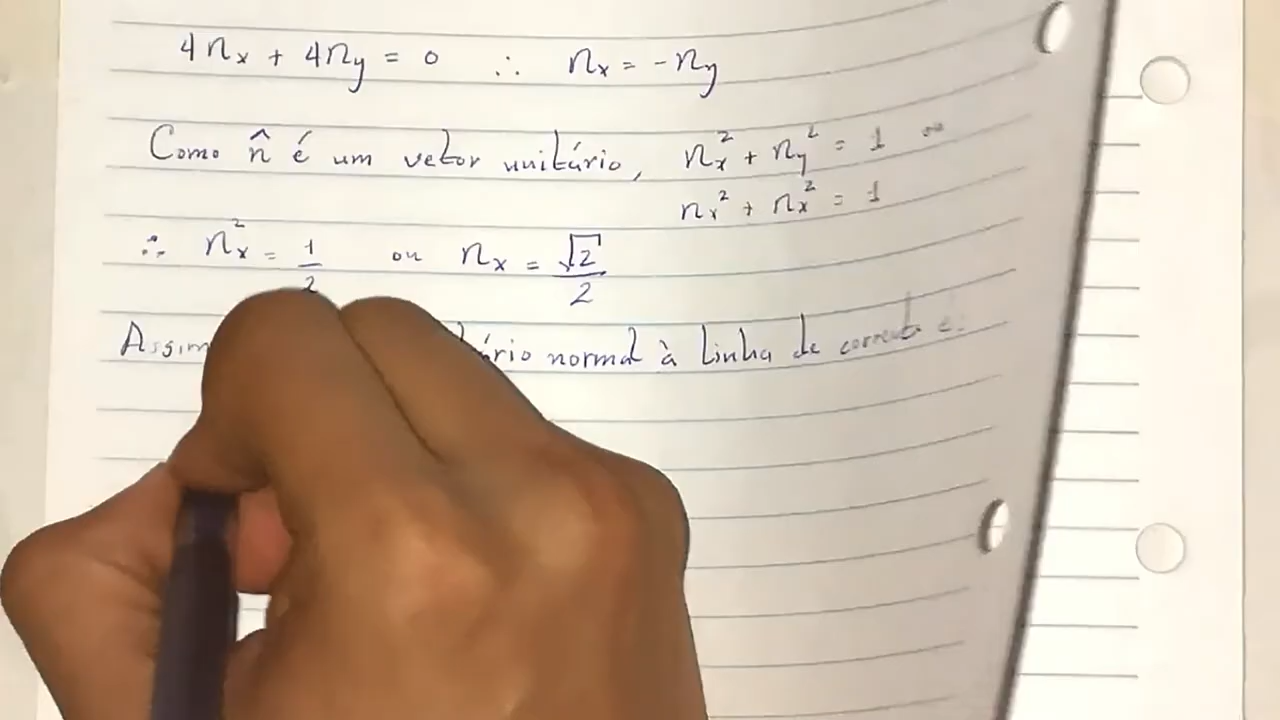 4nx + 4ny = 0 ∴ nx = -ny
Como n̂ é um vetor unitário, nx² + ny² = 1 ou
nx² + nx² = 1
∴ nx² = 1/2 ou nx = √2/2
Assim normal à linha de corrente é: